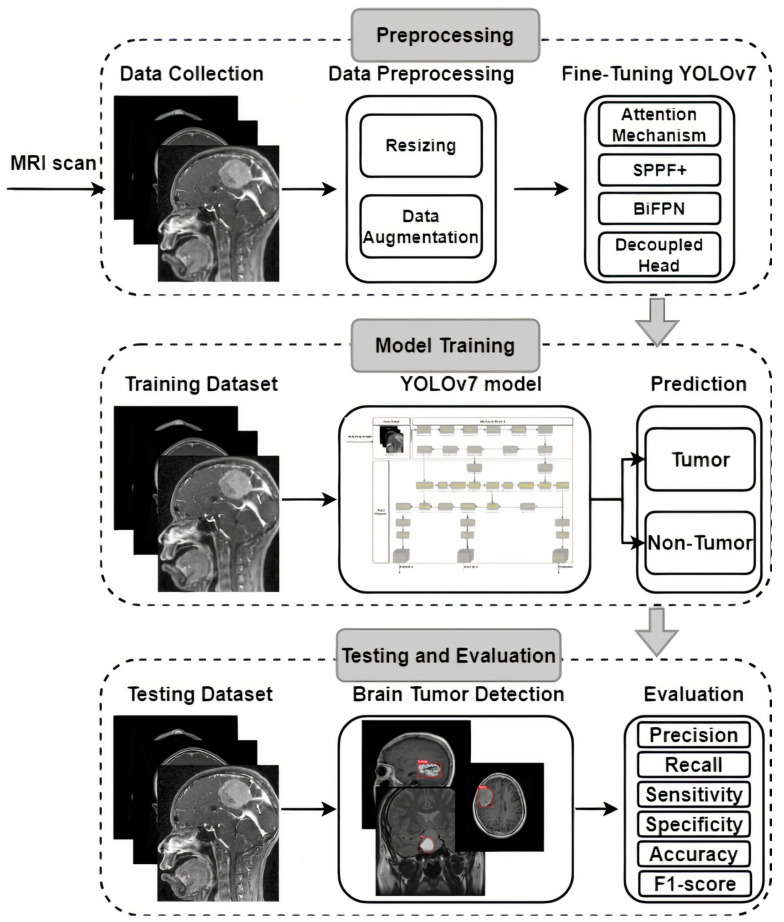 Preprocessing
Data Collection
Data Preprocessing
Fine-Tuning YOLOv7
MRI scan
Resizing
Data
Augmentation
Attention
Mechanism
SPPF+
BiFPN
Decoupled
Head
Model Training
Training Dataset
YOLOv7 model
Prediction
Tumor
Non-Tumor
Testing and Evaluation
Testing Dataset
Brain Tumor Detection
Evaluation
Precision
Recall
Sensitivity
Specificity
Accuracy
F1-score